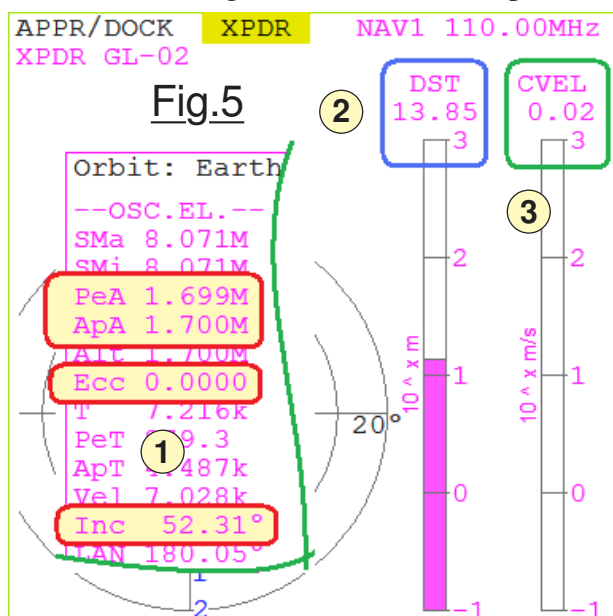 APPR/DOCK XPDR NAV1 110.00MHz
XPDR GL-02
Fig.5
2
DST
13.85
CVEL
0.02
3
3
3
Orbit: Earth
--OSC.EL.--
SMa 8.071M
SMi 8.071M
PeA 1.699M
ApA 1.700M
Alt 1.700M
Ecc 0.0000
T 7.216k
PeT
1
ApT
Vel 7.028k
Inc 52.31°
LAN 180.05°
2
2
10^ x m
10^ x m/s
1
1
20°
0
0
-1
-1
1
2